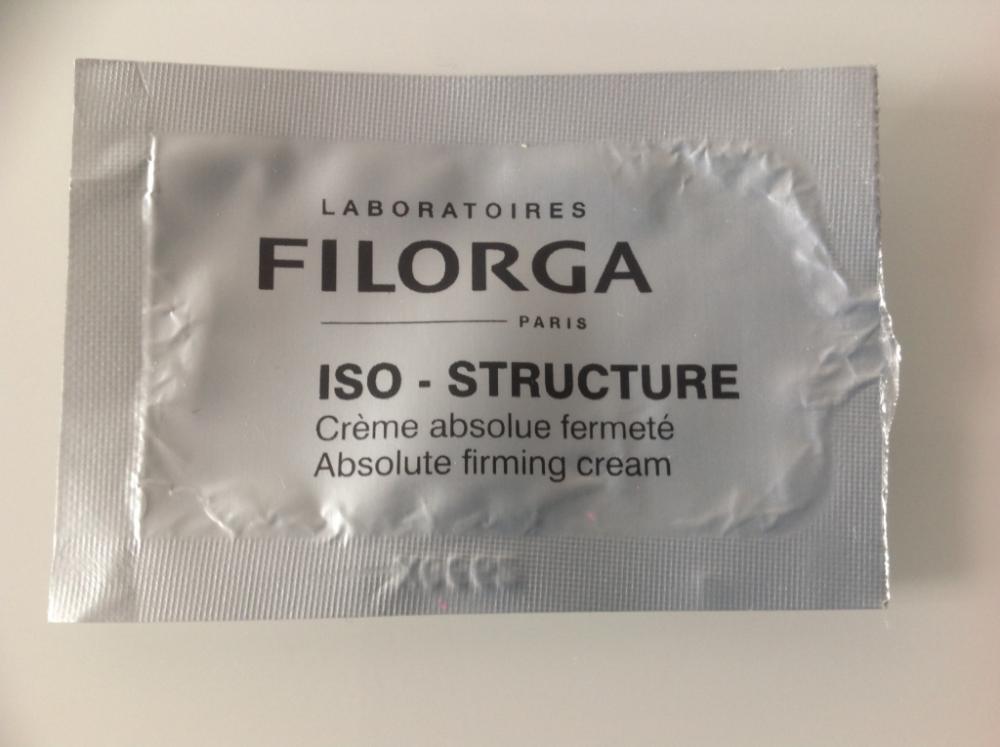 LABORATOIRES
FILORGA
PARIS
ISO - STRUCTURE
Crème absolue fermeté
Absolute firming cream